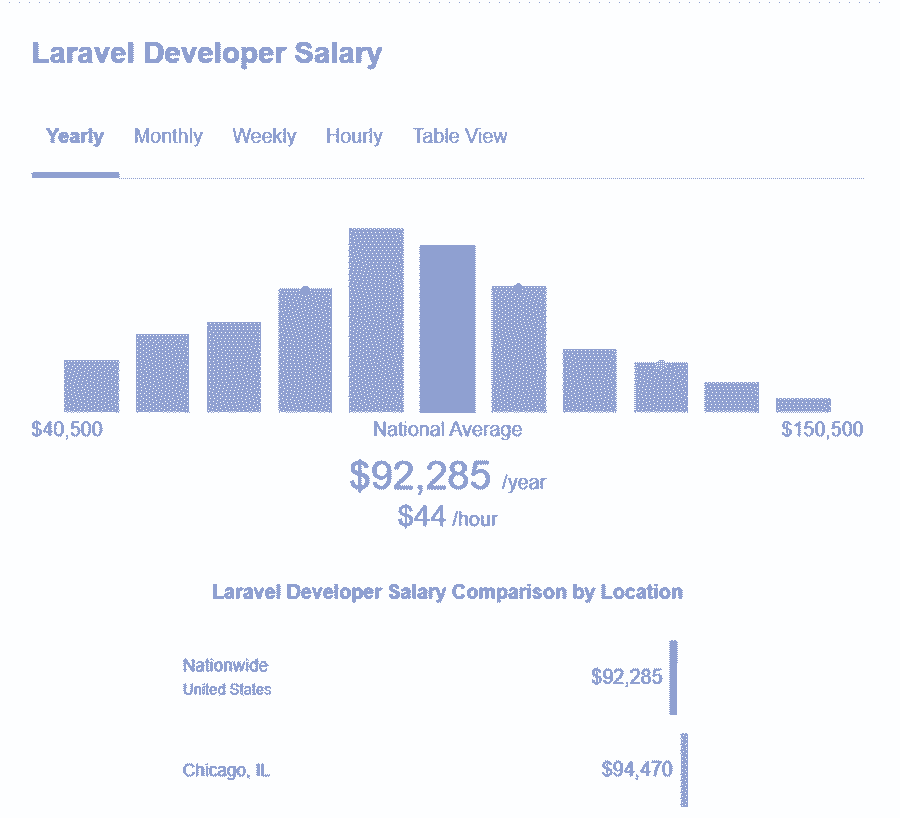 Laravel Developer Salary
Yearly Monthly Weekly Hourly Table View
$40,500 National Average $150,500
$92,285 /year
$44 /hour
Laravel Developer Salary Comparison by Location
Nationwide
United States
$92,285
Chicago, IL
$94,470